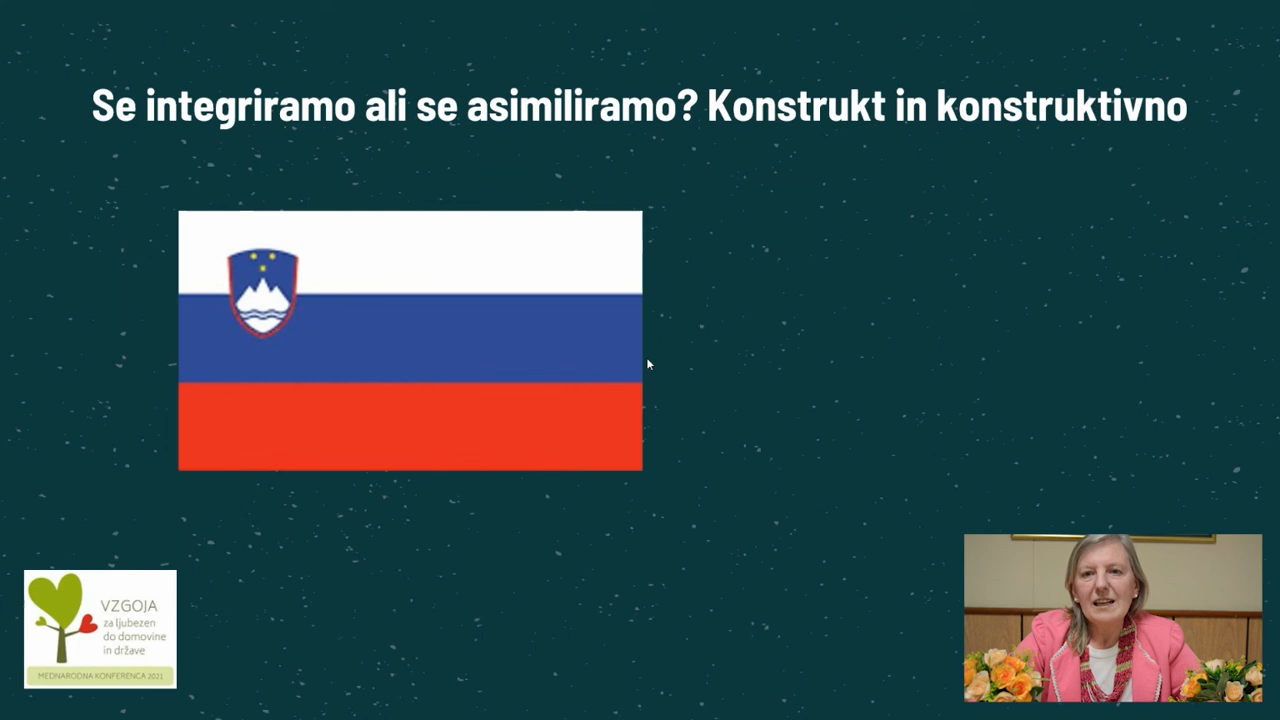 Se integriramo ali se asimiliramo? Konstrukt in konstruktivno
VZGOJA
za ljubezen
do domovine
in države
MEDNARODNA KONFERENCA 2021